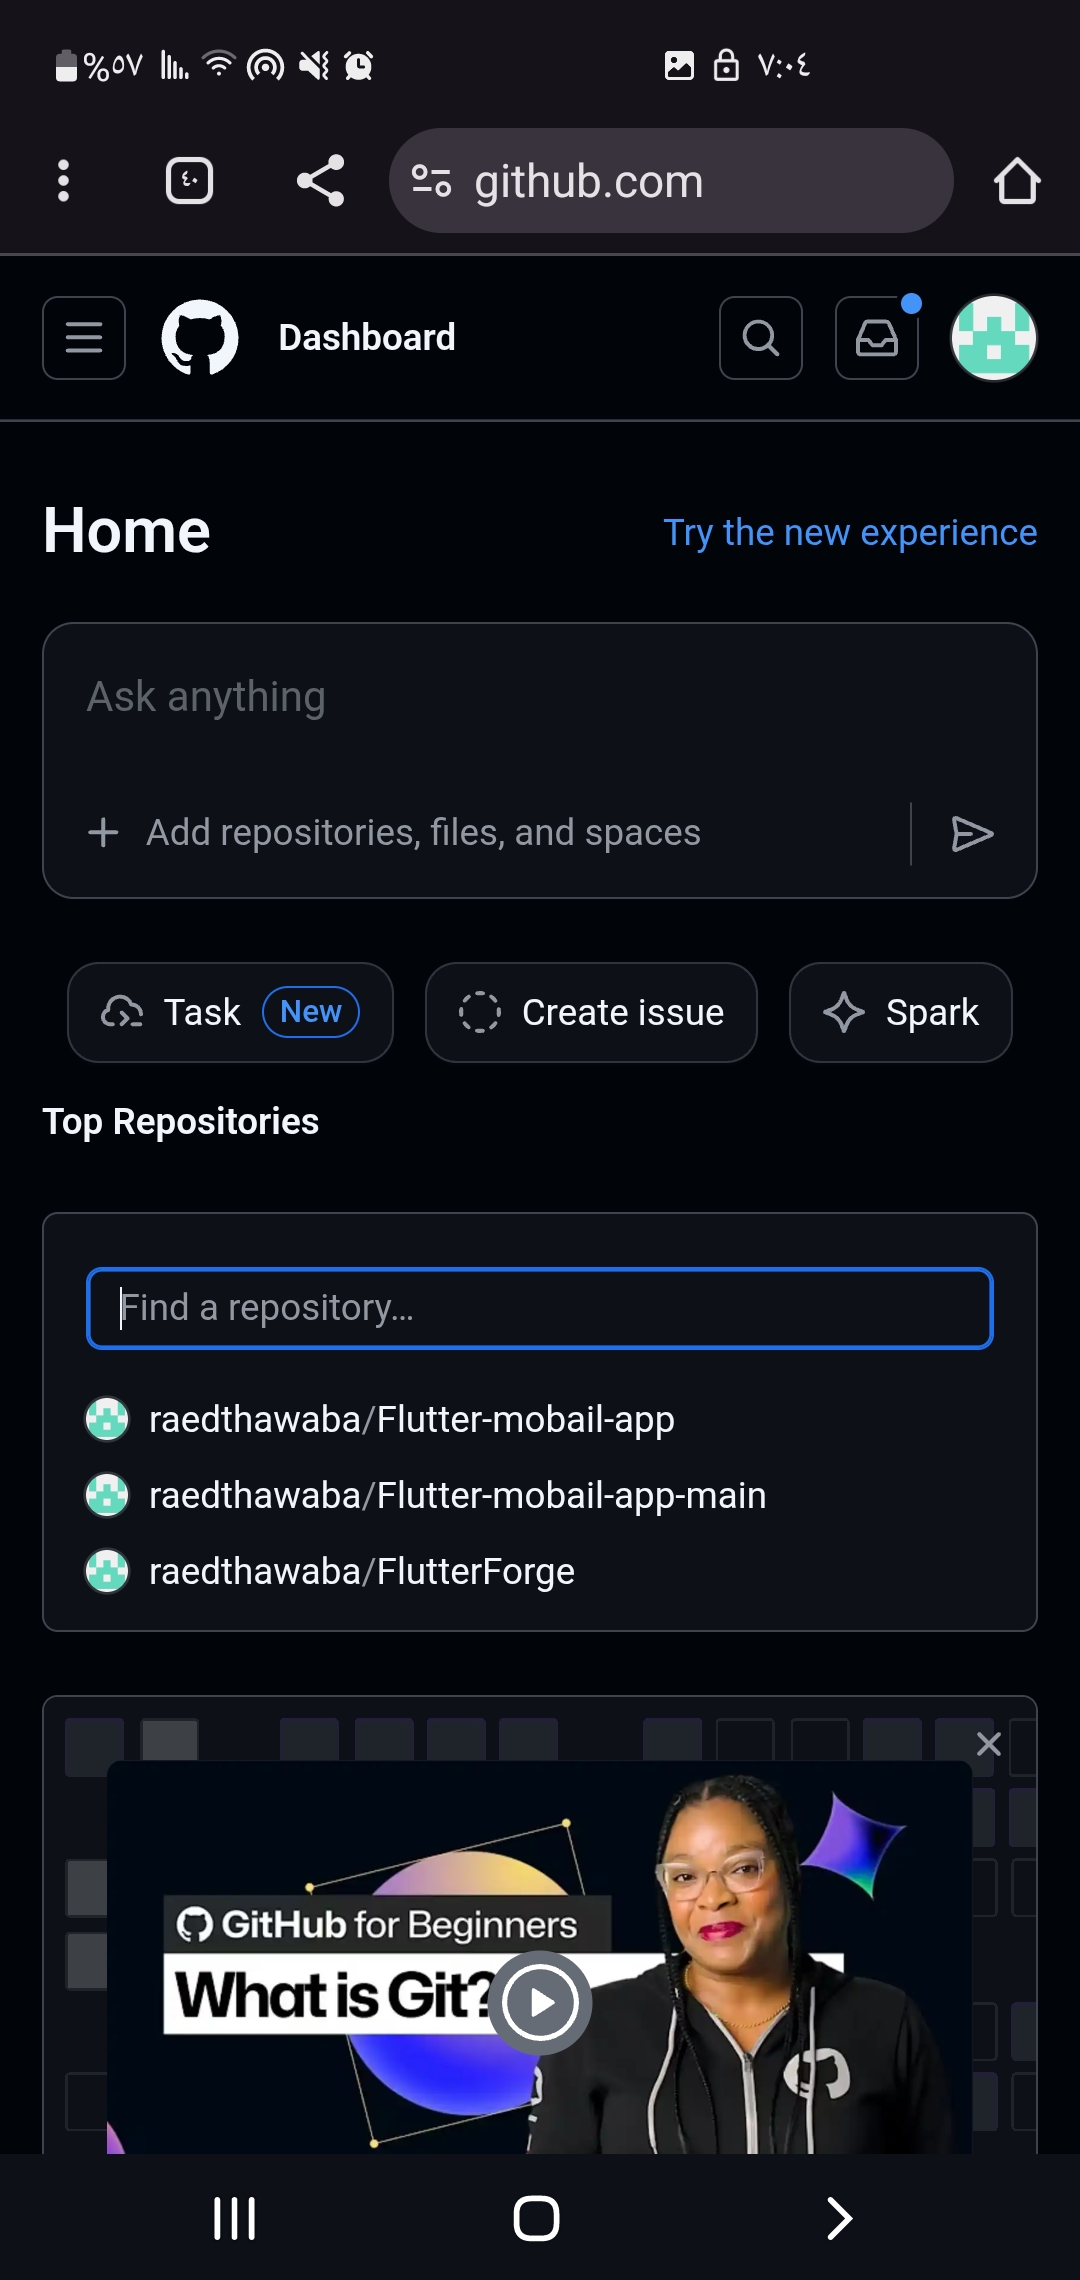 %٥٧
٧:٠٤
٤٠
github.com
Dashboard
Home
Try the new experience
Ask anything
Add repositories, files, and spaces
Task New
Create issue
Spark
Top Repositories
Find a repository…
raedthawaba/Flutter-mobail-app
raedthawaba/Flutter-mobail-app-main
raedthawaba/FlutterForge
GitHub for Beginners
What is Git?